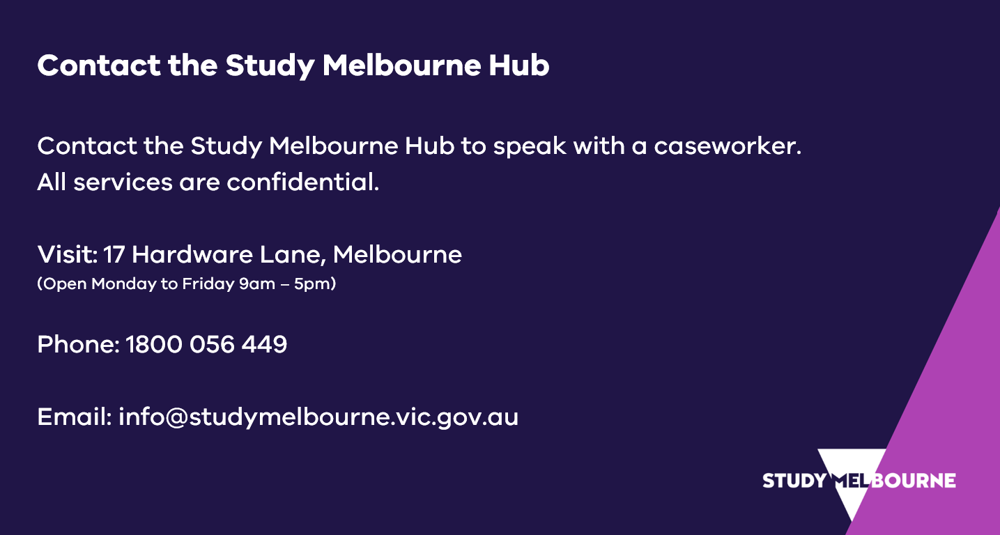 Contact the Study Melbourne Hub
Contact the Study Melbourne Hub to speak with a caseworker.
All services are confidential.
Visit: 17 Hardware Lane, Melbourne
(Open Monday to Friday 9am – 5pm)
Phone: 1800 056 449
Email: info@studymelbourne.vic.gov.au
STUDY MELBOURNE